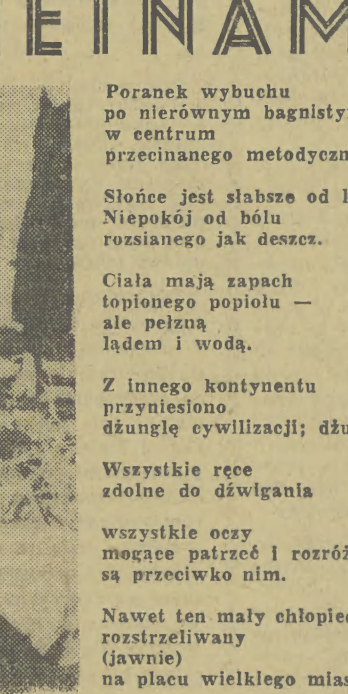 EINAM
Poranek wybuchu
po nierównym bagnisty
w centrum
przecinanego metodyczn
Słońce jest słabsze od
Niepokój od bólu
rozsianego jak deszcz.
Ciała mają zapach
topionego popiołu —
ale pełzną
lądem i wodą.
Z innego kontynentu
przyniesiono
dżunglę cywilizacji; dżu
Wszystkie ręce
zdolne do dźwigania
wszystkie oczy
mogące patrzeć i rozróż
są przeciwko nim.
Nawet ten mały chłopiec
rozstrzeliwany
(jawnie)
na placu wielkiego mias